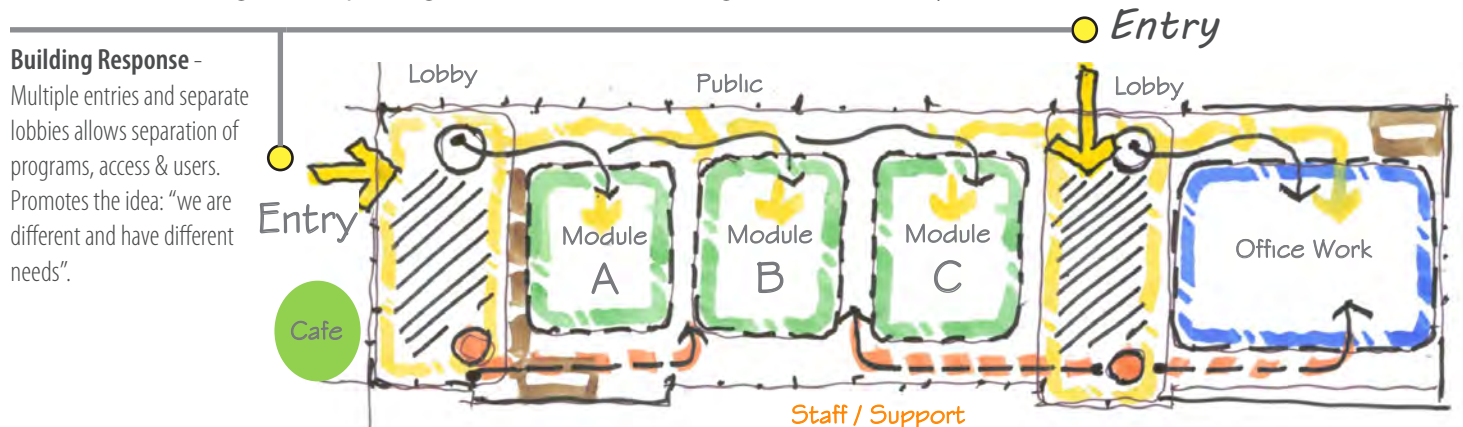 Entry
Building Response -
Multiple entries and separate
lobbies allows separation of
programs, access & users.
Promotes the idea: “we are
different and have different
needs”.
Lobby
Public
Lobby
Entry
Module
A
Module
B
Module
C
Office Work
Cafe
Staff / Support